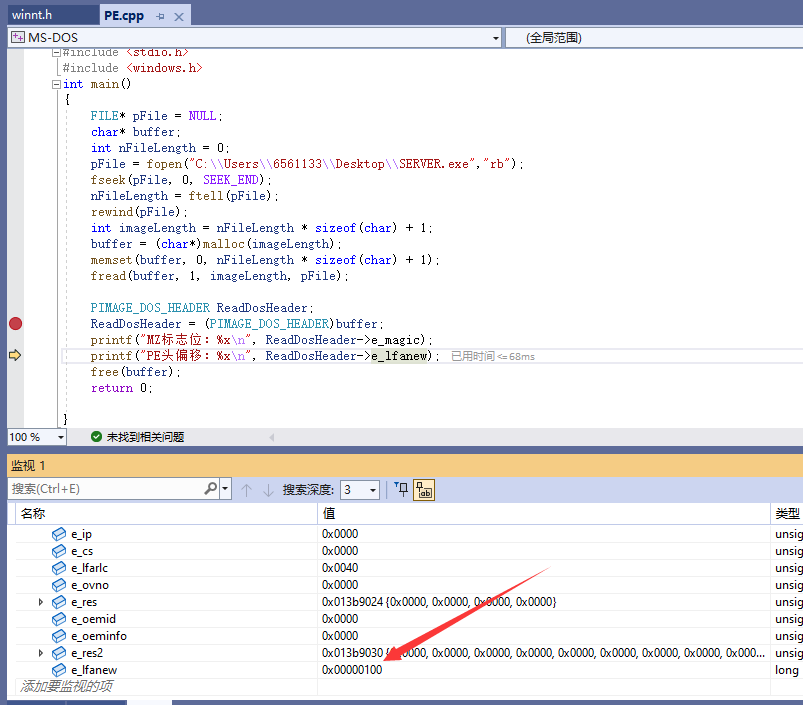 winnt.h
PE.cpp
MS-DOS
(全局范围)
#include <stdio.h>
#include <windows.h>
int main()
{
FILE* pFile = NULL;
char* buffer;
int nFileLength = 0;
pFile = fopen("C:\\Users\\6561133\\Desktop\\SERVER.exe","rb");
fseek(pFile, 0, SEEK_END);
nFileLength = ftell(pFile);
rewind(pFile);
int imageLength = nFileLength * sizeof(char) + 1;
buffer = (char*)malloc(imageLength);
memset(buffer, 0, nFileLength * sizeof(char) + 1);
fread(buffer, 1, imageLength, pFile);
PIMAGE_DOS_HEADER ReadDosHeader;
ReadDosHeader = (PIMAGE_DOS_HEADER)buffer;
printf("MZ标志位：%x\n", ReadDosHeader->e_magic);
printf("PE头偏移：%x\n", ReadDosHeader->e_lfanew); 已用时间<=68ms
free(buffer);
return 0;
}
100 %
未找到相关问题
监视 1
搜索(Ctrl+E)
搜索深度: 3
名称 值 类型
e_ip 0x0000 unsig
e_cs 0x0000 unsig
e_lfarlc 0x0040 unsig
e_ovno 0x0000 unsig
e_res 0x013b9024 {0x0000, 0x0000, 0x0000, 0x0000} unsig
e_oemid 0x0000 unsig
e_oeminfo 0x0000 unsig
e_res2 0x013b9030 {0x0000, 0x0000, 0x0000, 0x0000, 0x0000, 0x0000, 0x0000, 0x0000, 0x000... unsig
e_lfanew 0x00000100 long
添加要监视的项